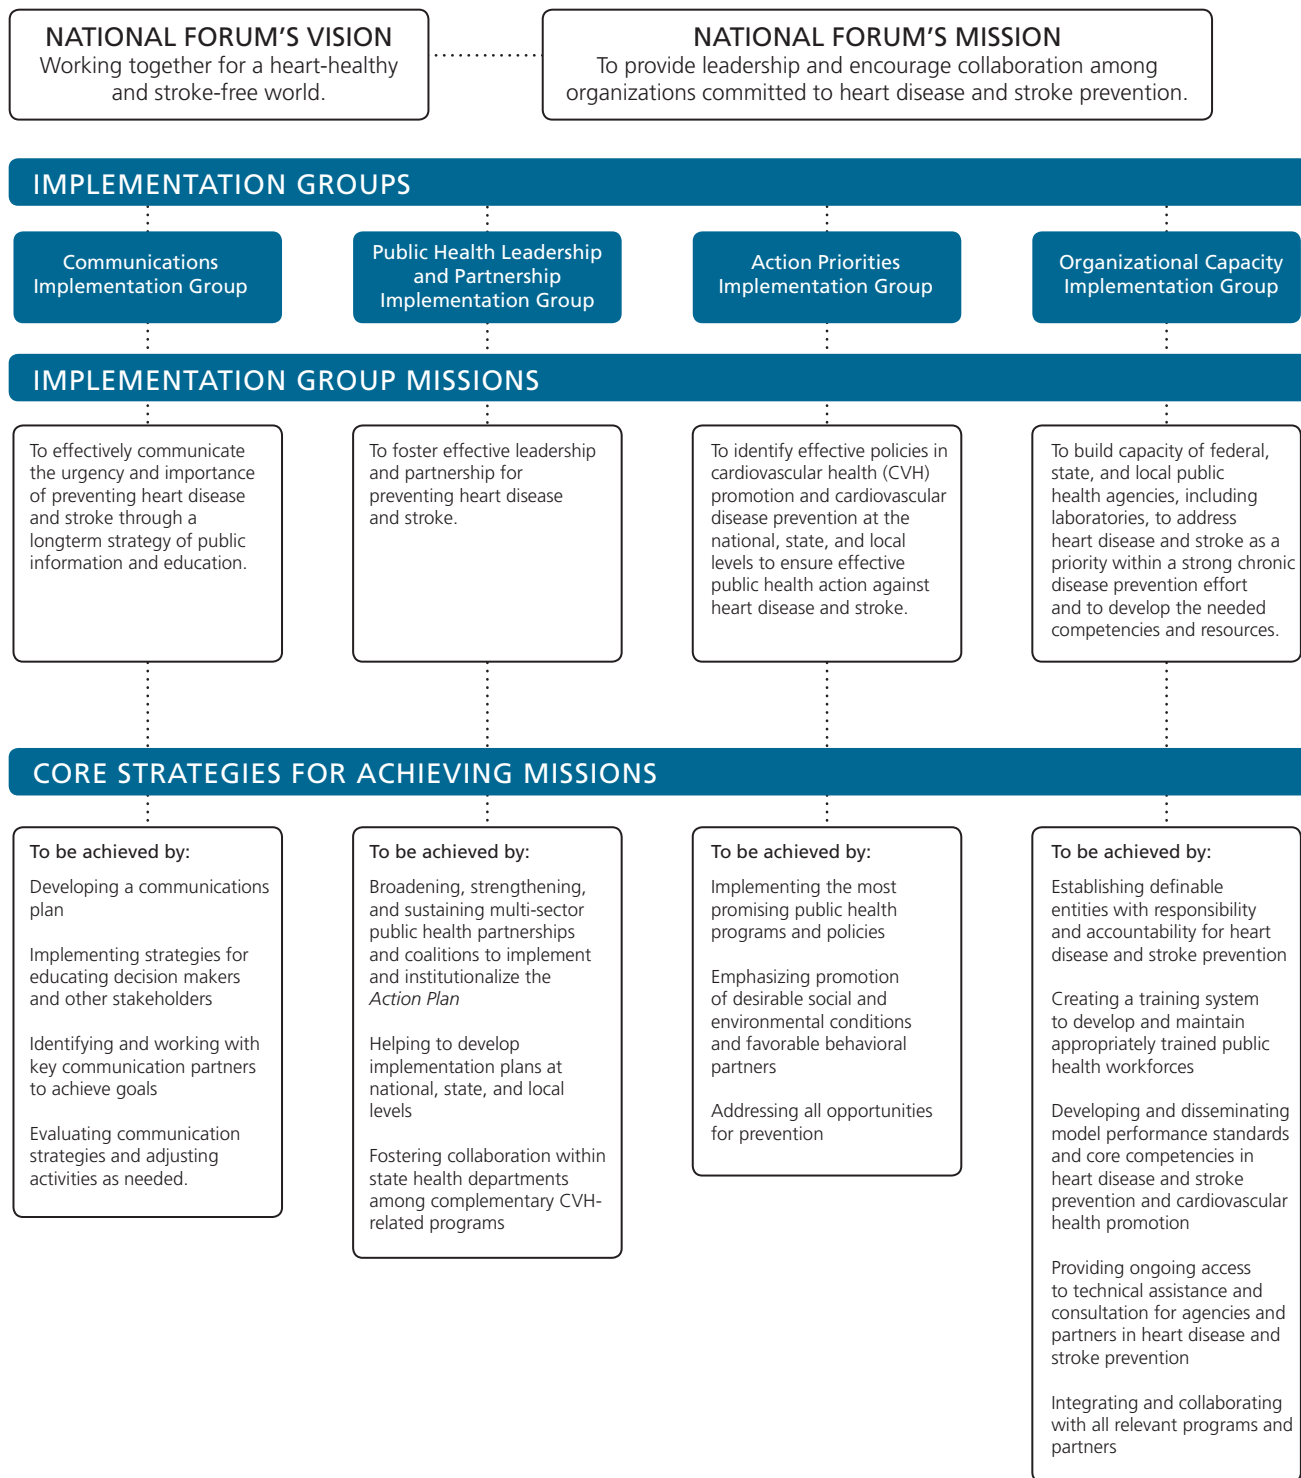 NATIONAL FORUM'S VISION
Working together for a heart-healthy
and stroke-free world.
NATIONAL FORUM'S MISSION
To provide leadership and encourage collaboration among
organizations committed to heart disease and stroke prevention.
IMPLEMENTATION GROUPS
Communications
Implementation Group
Public Health Leadership
and Partnership
Implementation Group
Action Priorities
Implementation Group
Organizational Capacity
Implementation Group
IMPLEMENTATION GROUP MISSIONS
To effectively communicate
the urgency and importance
of preventing heart disease
and stroke through a
longterm strategy of public
information and education.
To foster effective leadership
and partnership for
preventing heart disease
and stroke.
To identify effective policies in
cardiovascular health (CVH)
promotion and cardiovascular
disease prevention at the
national, state, and local
levels to ensure effective
public health action against
heart disease and stroke.
To build capacity of federal,
state, and local public
health agencies, including
laboratories, to address
heart disease and stroke as a
priority within a strong chronic
disease prevention effort
and to develop the needed
competencies and resources.
CORE STRATEGIES FOR ACHIEVING MISSIONS
To be achieved by:
Developing a communications
plan
Implementing strategies for
educating decision makers
and other stakeholders
Identifying and working with
key communication partners
to achieve goals
Evaluating communication
strategies and adjusting
activities as needed.
To be achieved by:
Broadening, strengthening,
and sustaining multi-sector
public health partnerships
and coalitions to implement
and institutionalize the
Action Plan
Helping to develop
implementation plans at
national, state, and local
levels
Fostering collaboration within
state health departments
among complementary CVH-
related programs
To be achieved by:
Implementing the most
promising public health
programs and policies
Emphasizing promotion
of desirable social and
environmental conditions
and favorable behavioral
partners
Addressing all opportunities
for prevention
To be achieved by:
Establishing definable
entities with responsibility
and accountability for heart
disease and stroke prevention
Creating a training system
to develop and maintain
appropriately trained public
health workforces
Developing and disseminating
model performance standards
and core competencies in
heart disease and stroke
prevention and cardiovascular
health promotion
Providing ongoing access
to technical assistance and
consultation for agencies and
partners in heart disease and
stroke prevention
Integrating and collaborating
with all relevant programs and
partners